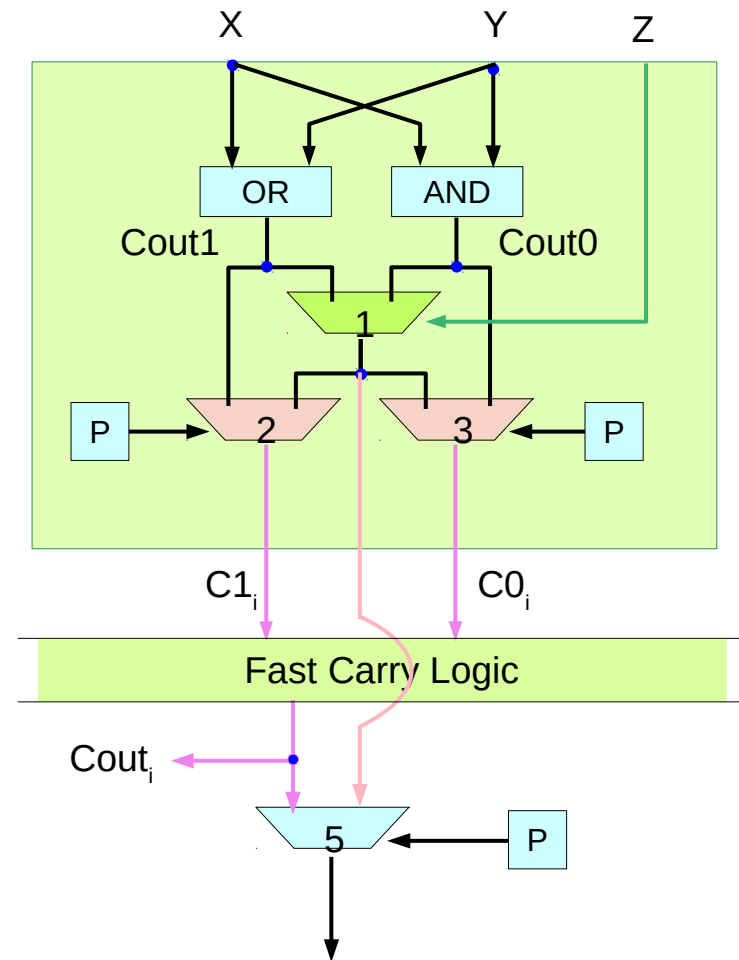 X Y Z
OR AND
Cout1 Cout0
1
P 2 3 P
C1i C0i
Fast Carry Logic
Couti
5 P